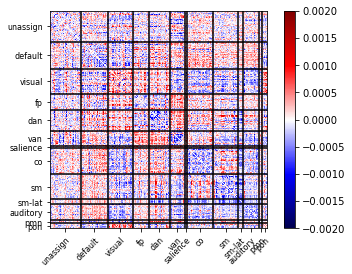 unassign
default
visual
fp
dan
van
salience
co
sm
sm-lat
auditory
pon
unassign
default
visual
fp
dan
salience
co
sm
sm-lat
auditory
0.0020
0.0015
0.0010
0.0005
0.0000
−0.0005
−0.0010
−0.0015
−0.0020